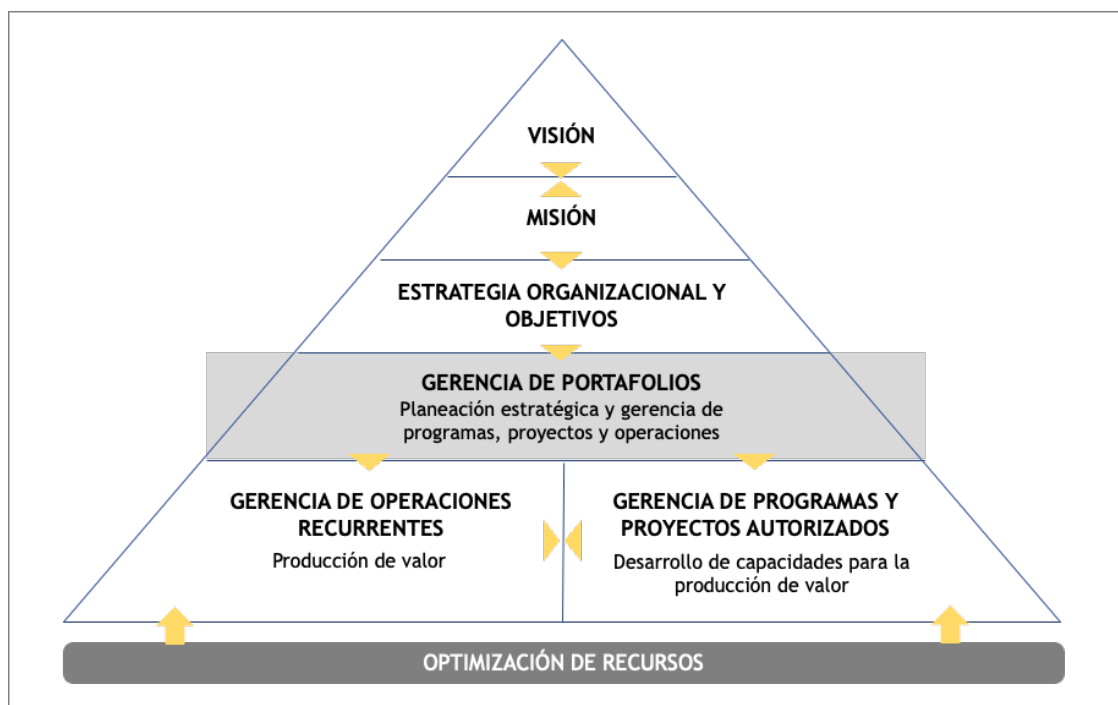 VISIÓN
MISIÓN
ESTRATEGIA ORGANIZACIONAL Y
OBJETIVOS
GERENCIA DE PORTAFOLIOS
Planeación estratégica y gerencia de
programas, proyectos y operaciones
GERENCIA DE OPERACIONES
RECURRENTES
Producción de valor
GERENCIA DE PROGRAMAS Y
PROYECTOS AUTORIZADOS
Desarrollo de capacidades para la
producción de valor
OPTIMIZACIÓN DE RECURSOS